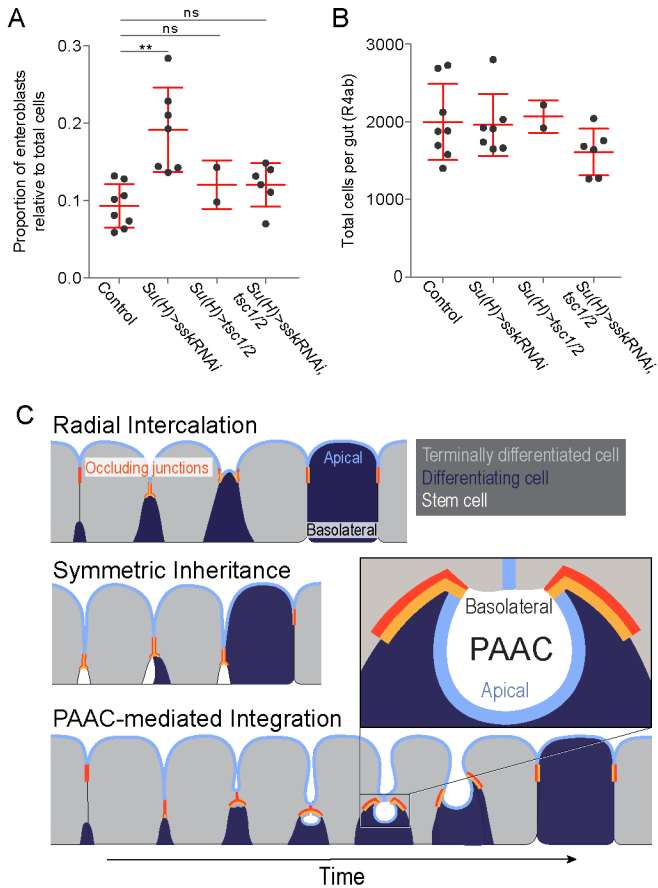 A
ns
ns
**
Proportion of enteroblasts
relative to total cells
0.3
0.2
0.1
0.0
Control
Su(H)>sskRNAi
Su(H)>tsc1/2
Su(H)>sskRNAi,
tsc1/2
B
Total cells per gut (R4ab)
3000
2000
1000
0
Control
Su(H)>sskRNAi
Su(H)>tsc1/2
Su(H)>sskRNAi,
tsc1/2
C
Radial Intercalation
Occluding junctions
Apical
Basolateral
Terminally differentiated cell
Differentiating cell
Stem cell
Symmetric Inheritance
Basolateral
PAAC
Apical
PAAC-mediated Integration
Time